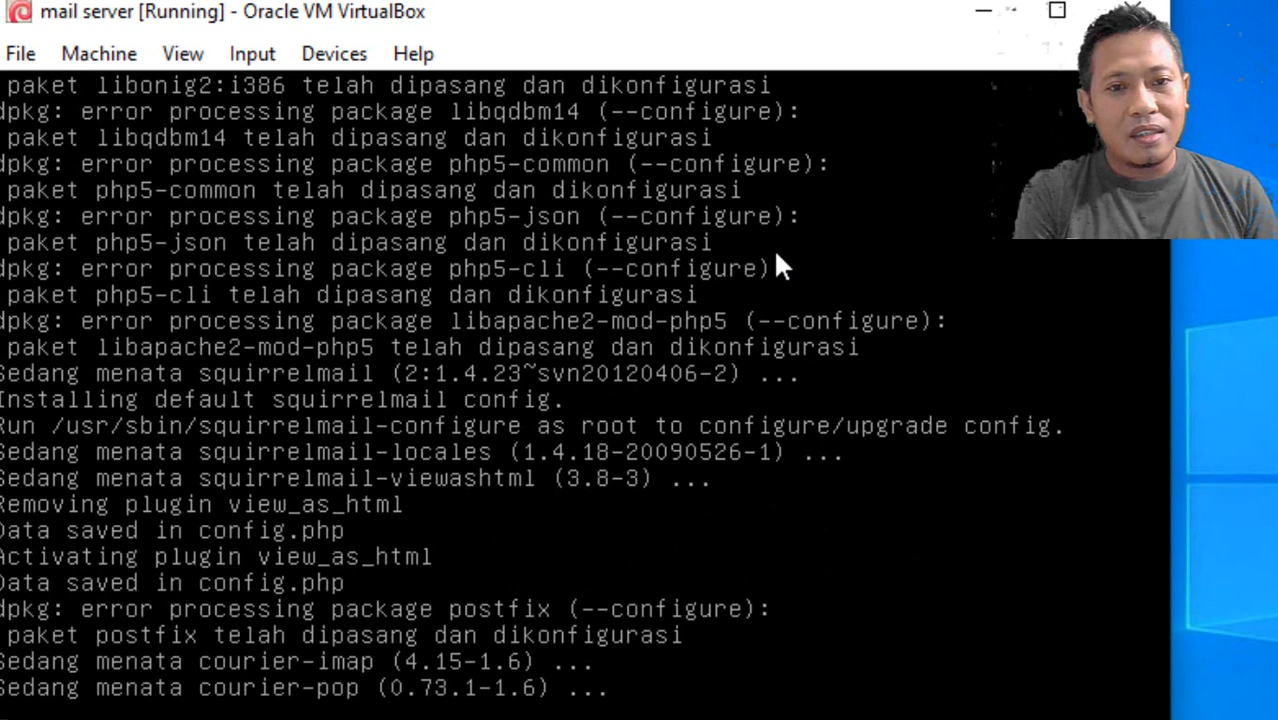 mail server [Running] - Oracle VM VirtualBox
File Machine View Input Devices Help
paket libonig2:i386 telah dipasang dan dikonfigurasi
dpkg: error processing package libqdbm14 (--configure):
paket libqdbm14 telah dipasang dan dikonfigurasi
dpkg: error processing package php5-common (--configure):
paket php5-common telah dipasang dan dikonfigurasi
dpkg: error processing package php5-json (--configure):
paket php5-json telah dipasang dan dikonfigurasi
dpkg: error processing package php5-cli (--configure)
paket php5-cli telah dipasang dan dikonfigurasi
dpkg: error processing package libapache2-mod-php5 (--configure):
paket libapache2-mod-php5 telah dipasang dan dikonfigurasi
Sedang menata squirrelmail (2:1.4.23~svn20120406-2) ...
Installing default squirrelmail config.
Run /usr/sbin/squirrelmail-configure as root to configure/upgrade config.
Sedang menata squirrelmail-locales (1.4.18-20090526-1) ...
Sedang menata squirrelmail-viewashtml (3.8-3) ...
Removing plugin view_as_html
Data saved in config.php
Activating plugin view_as_html
Data saved in config.php
dpkg: error processing package postfix (--configure):
paket postfix telah dipasang dan dikonfigurasi
Sedang menata courier-imap (4.15-1.6) ...
Sedang menata courier-pop (0.73.1-1.6) ...